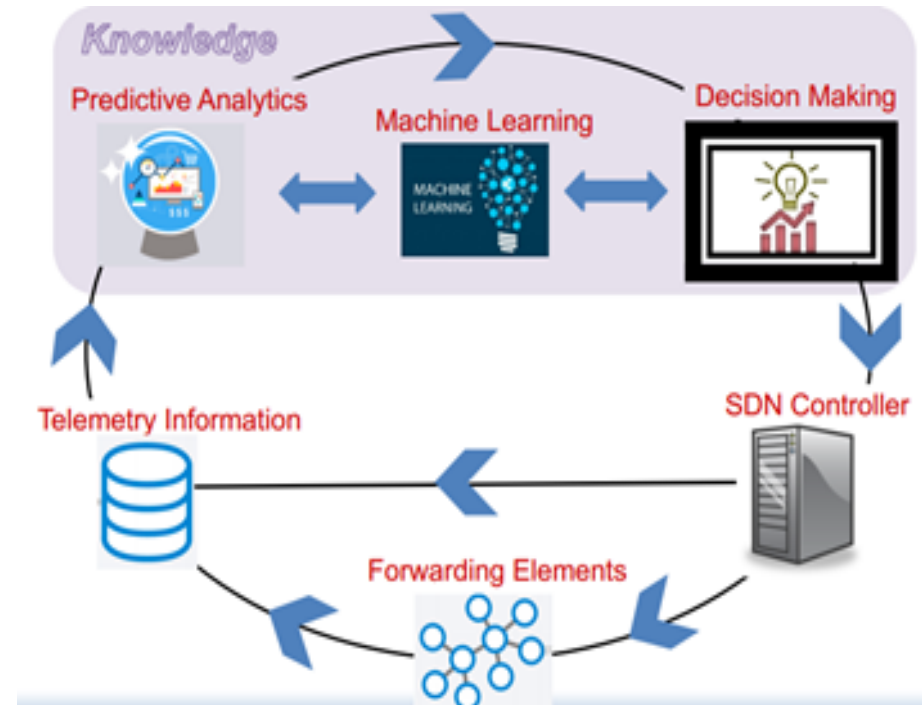 Knowledge
Predictive Analytics
Machine Learning
Decision Making
MACHINE
LEARNING
$$$
Telemetry Information
SDN Controller
Forwarding Elements